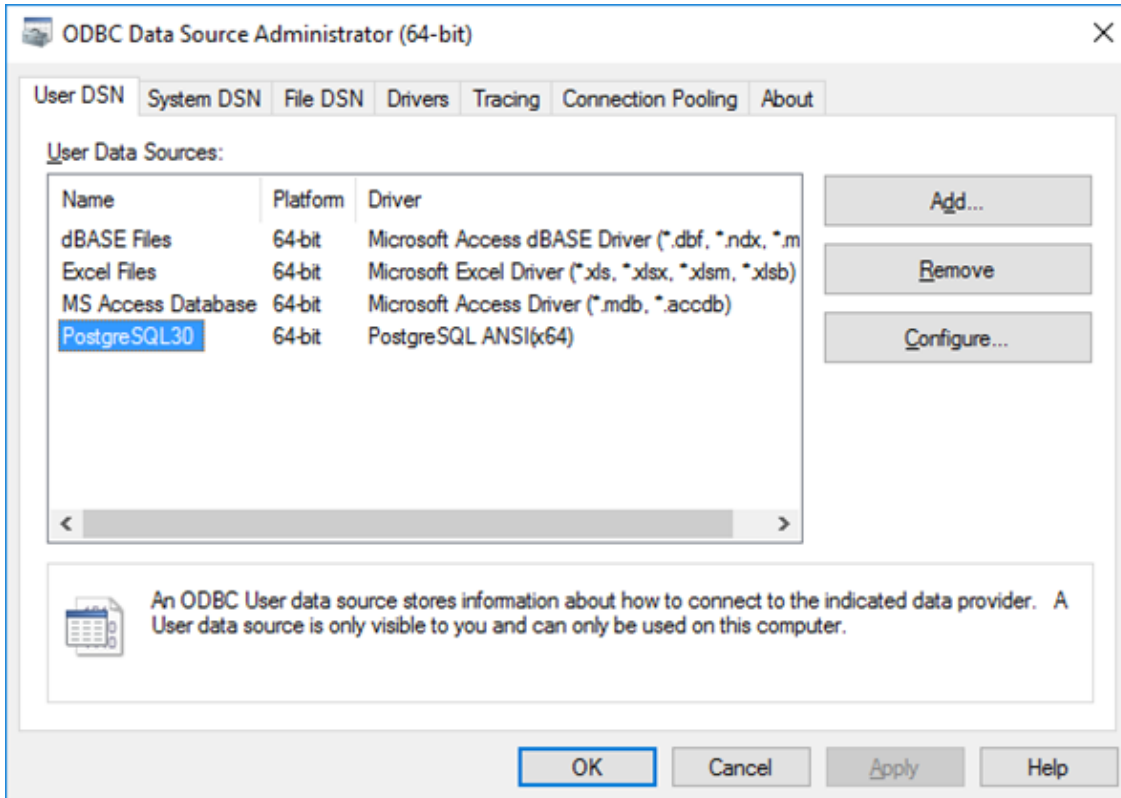 ODBC Data Source Administrator (64-bit)
User DSN System DSN File DSN Drivers Tracing Connection Pooling About
User Data Sources:
Name Platform Driver
dBASE Files 64-bit Microsoft Access dBASE Driver (*.dbf, *.ndx, *.m
Excel Files 64-bit Microsoft Excel Driver (*.xls, *.xlsx, *.xlsm, *.xlsb)
MS Access Database 64-bit Microsoft Access Driver (*.mdb, *.accdb)
PostgreSQL30 64-bit PostgreSQL ANSI(x64)
Add...
Remove
Configure...
An ODBC User data source stores information about how to connect to the indicated data provider. A
User data source is only visible to you and can only be used on this computer.
OK Cancel Apply Help